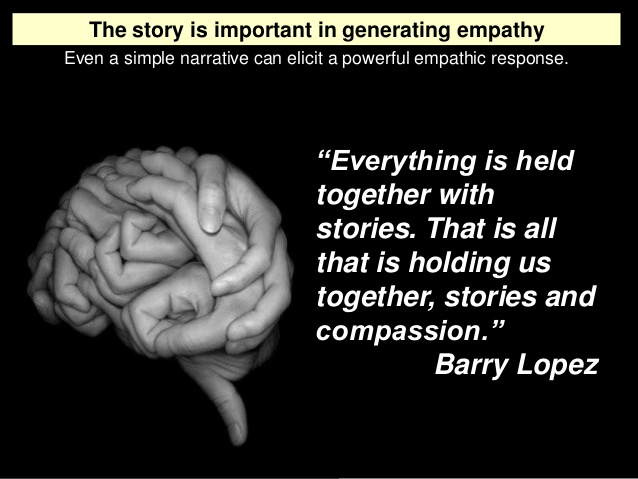 The story is important in generating empathy
Even a simple narrative can elicit a powerful empathic response.
“Everything is held
together with
stories. That is all
that is holding us
together, stories and
compassion.”
Barry Lopez